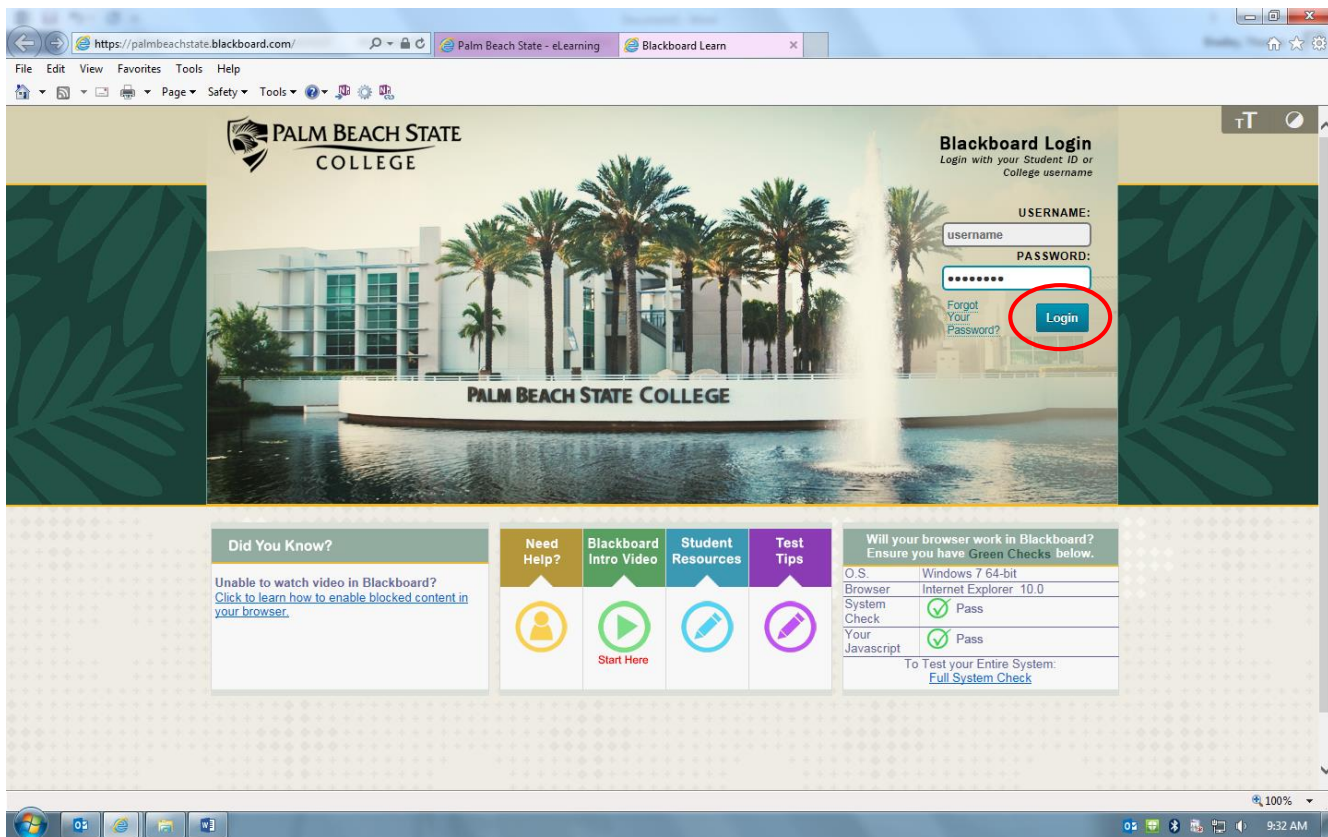 https://palmbeachstate.blackboard.com/
Palm Beach State - eLearning
Blackboard Learn
File Edit View Favorites Tools Help
Page Safety Tools
PALM BEACH STATE
COLLEGE
TT
Blackboard Login
Login with your Student ID or
College username
USERNAME:
username
PASSWORD:
Forgot
Your
Password?
Login
PALM BEACH STATE COLLEGE
Did You Know?
Unable to watch video in Blackboard?
Click to learn how to enable blocked content in
your browser.
Need
Help?
Blackboard
Intro Video
Start Here
Student
Resources
Test
Tips
Will your browser work in Blackboard?
Ensure you have Green Checks below.
O.S. Windows 7 64-bit
Browser Internet Explorer 10.0
System
Check
Pass
Your
Javascript
Pass
To Test your Entire System:
Full System Check
100%
9:32 AM